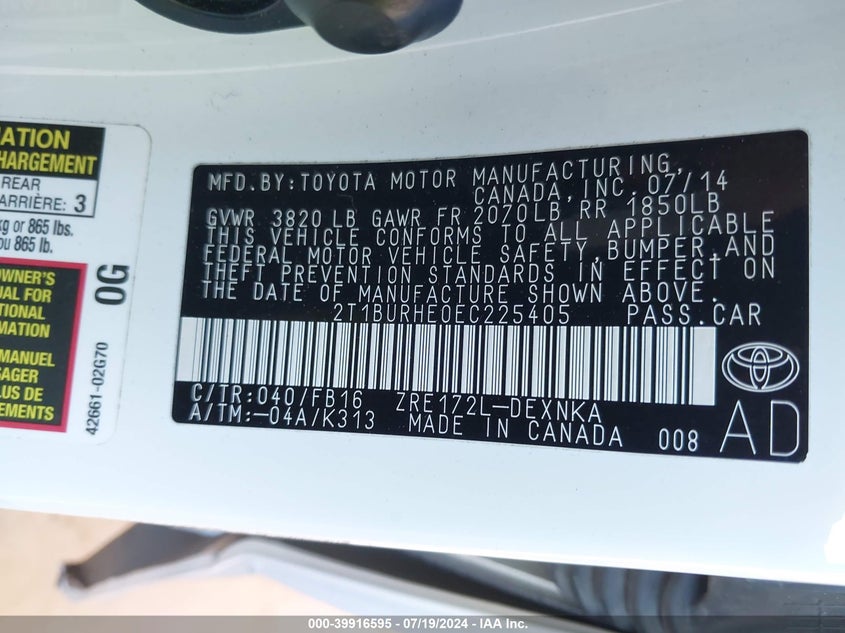 MATION
CHARGEMENT
REAR
ARRIÈRE: 3
kg or 865 lbs.
ou 865 lb.
OWNER'S
UAL FOR
TIONAL
RMATION
MANUEL
SAGER
PLUS DE
EMENTS
0G
42661-02G70
MFD.BY:TOYOTA MOTOR MANUFACTURING,
CANADA,INC.07/14
GVWR 3820 LB GAWR FR 2070LB,RR 1850LB
THIS VEHICLE CONFORMS TO ALL APPLICABLE
FEDERAL MOTOR VEHICLE SAFETY,BUMPER,AND
THEFT PREVENTION STANDARDS IN EFFECT ON
THE DATE OF MANUFACTURE SHOWN ABOVE.
2T1BURHE0EC225405 PASS.CAR
C/TR:040/FB16 ZRE172L-DEXNKA
A/TM:-04A/K313 MADE IN CANADA 008 AD
000-39916595 - 07/19/2024 - IAA Inc.